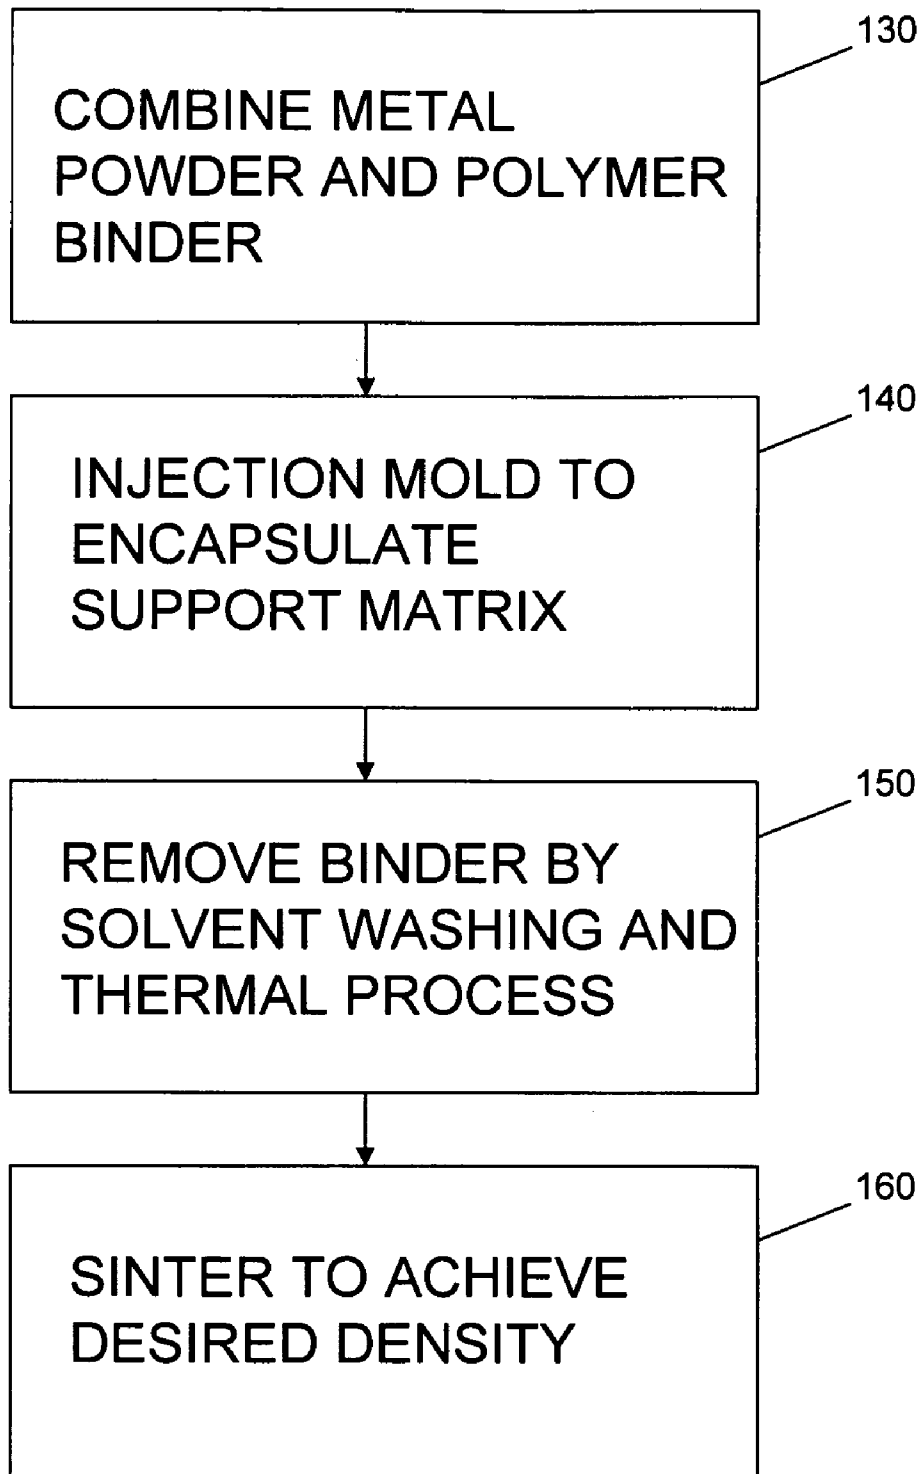 130
COMBINE METAL
POWDER AND POLYMER
BINDER
140
INJECTION MOLD TO
ENCAPSULATE
SUPPORT MATRIX
150
REMOVE BINDER BY
SOLVENT WASHING AND
THERMAL PROCESS
160
SINTER TO ACHIEVE
DESIRED DENSITY